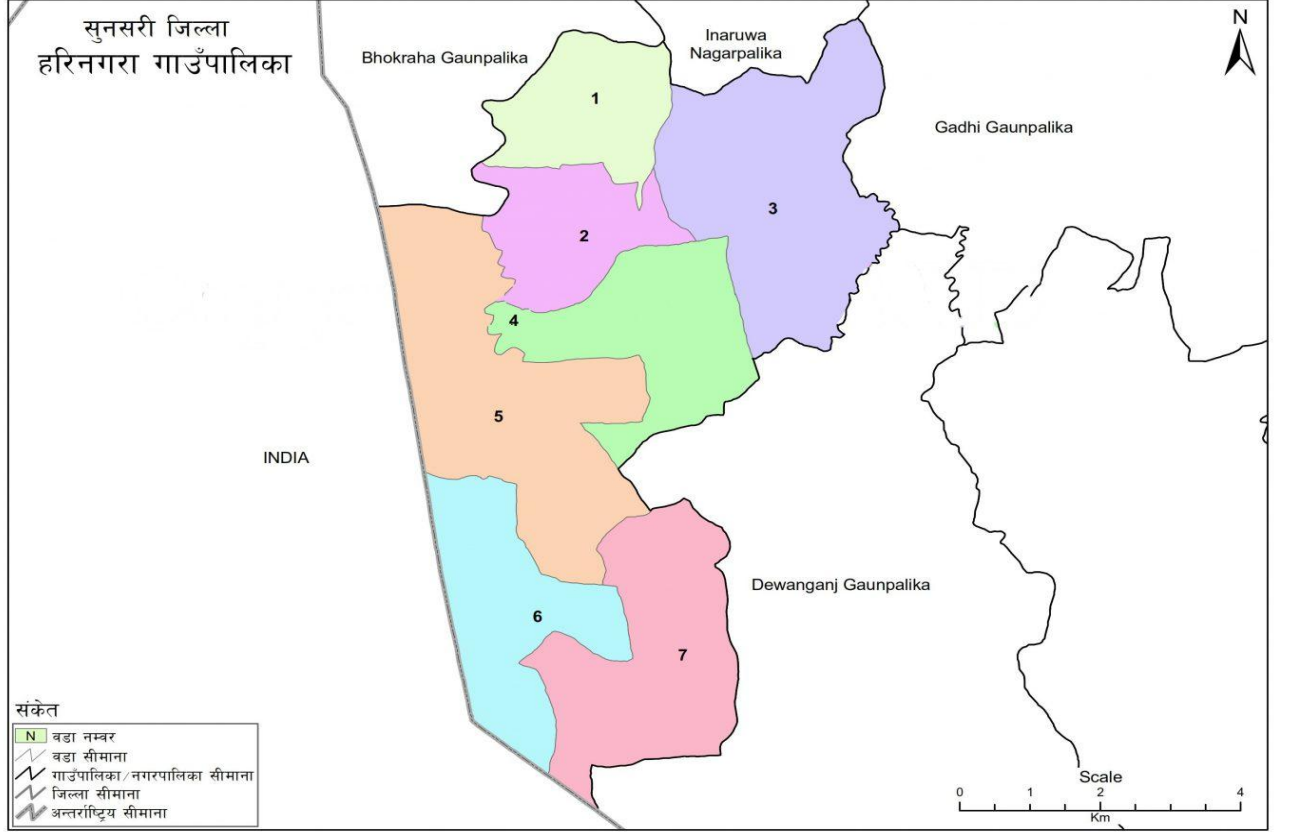 सुनसरी जिल्ला
हरिनगरा गाउँपालिका
Bhokraha Gaunpalika
Inaruwa
Nagarpalika
N
Gadhi Gaunpalika
1
2
3
4
5
INDIA
6
7
Dewanganj Gaunpalika
संकेत
N वडा नम्बर
वडा सीमाना
गाउँपालिका/नगरपालिका सीमाना
जिल्ला सीमाना
अन्तर्राष्ट्रिय सीमाना
Scale
0 1 2 4
Km